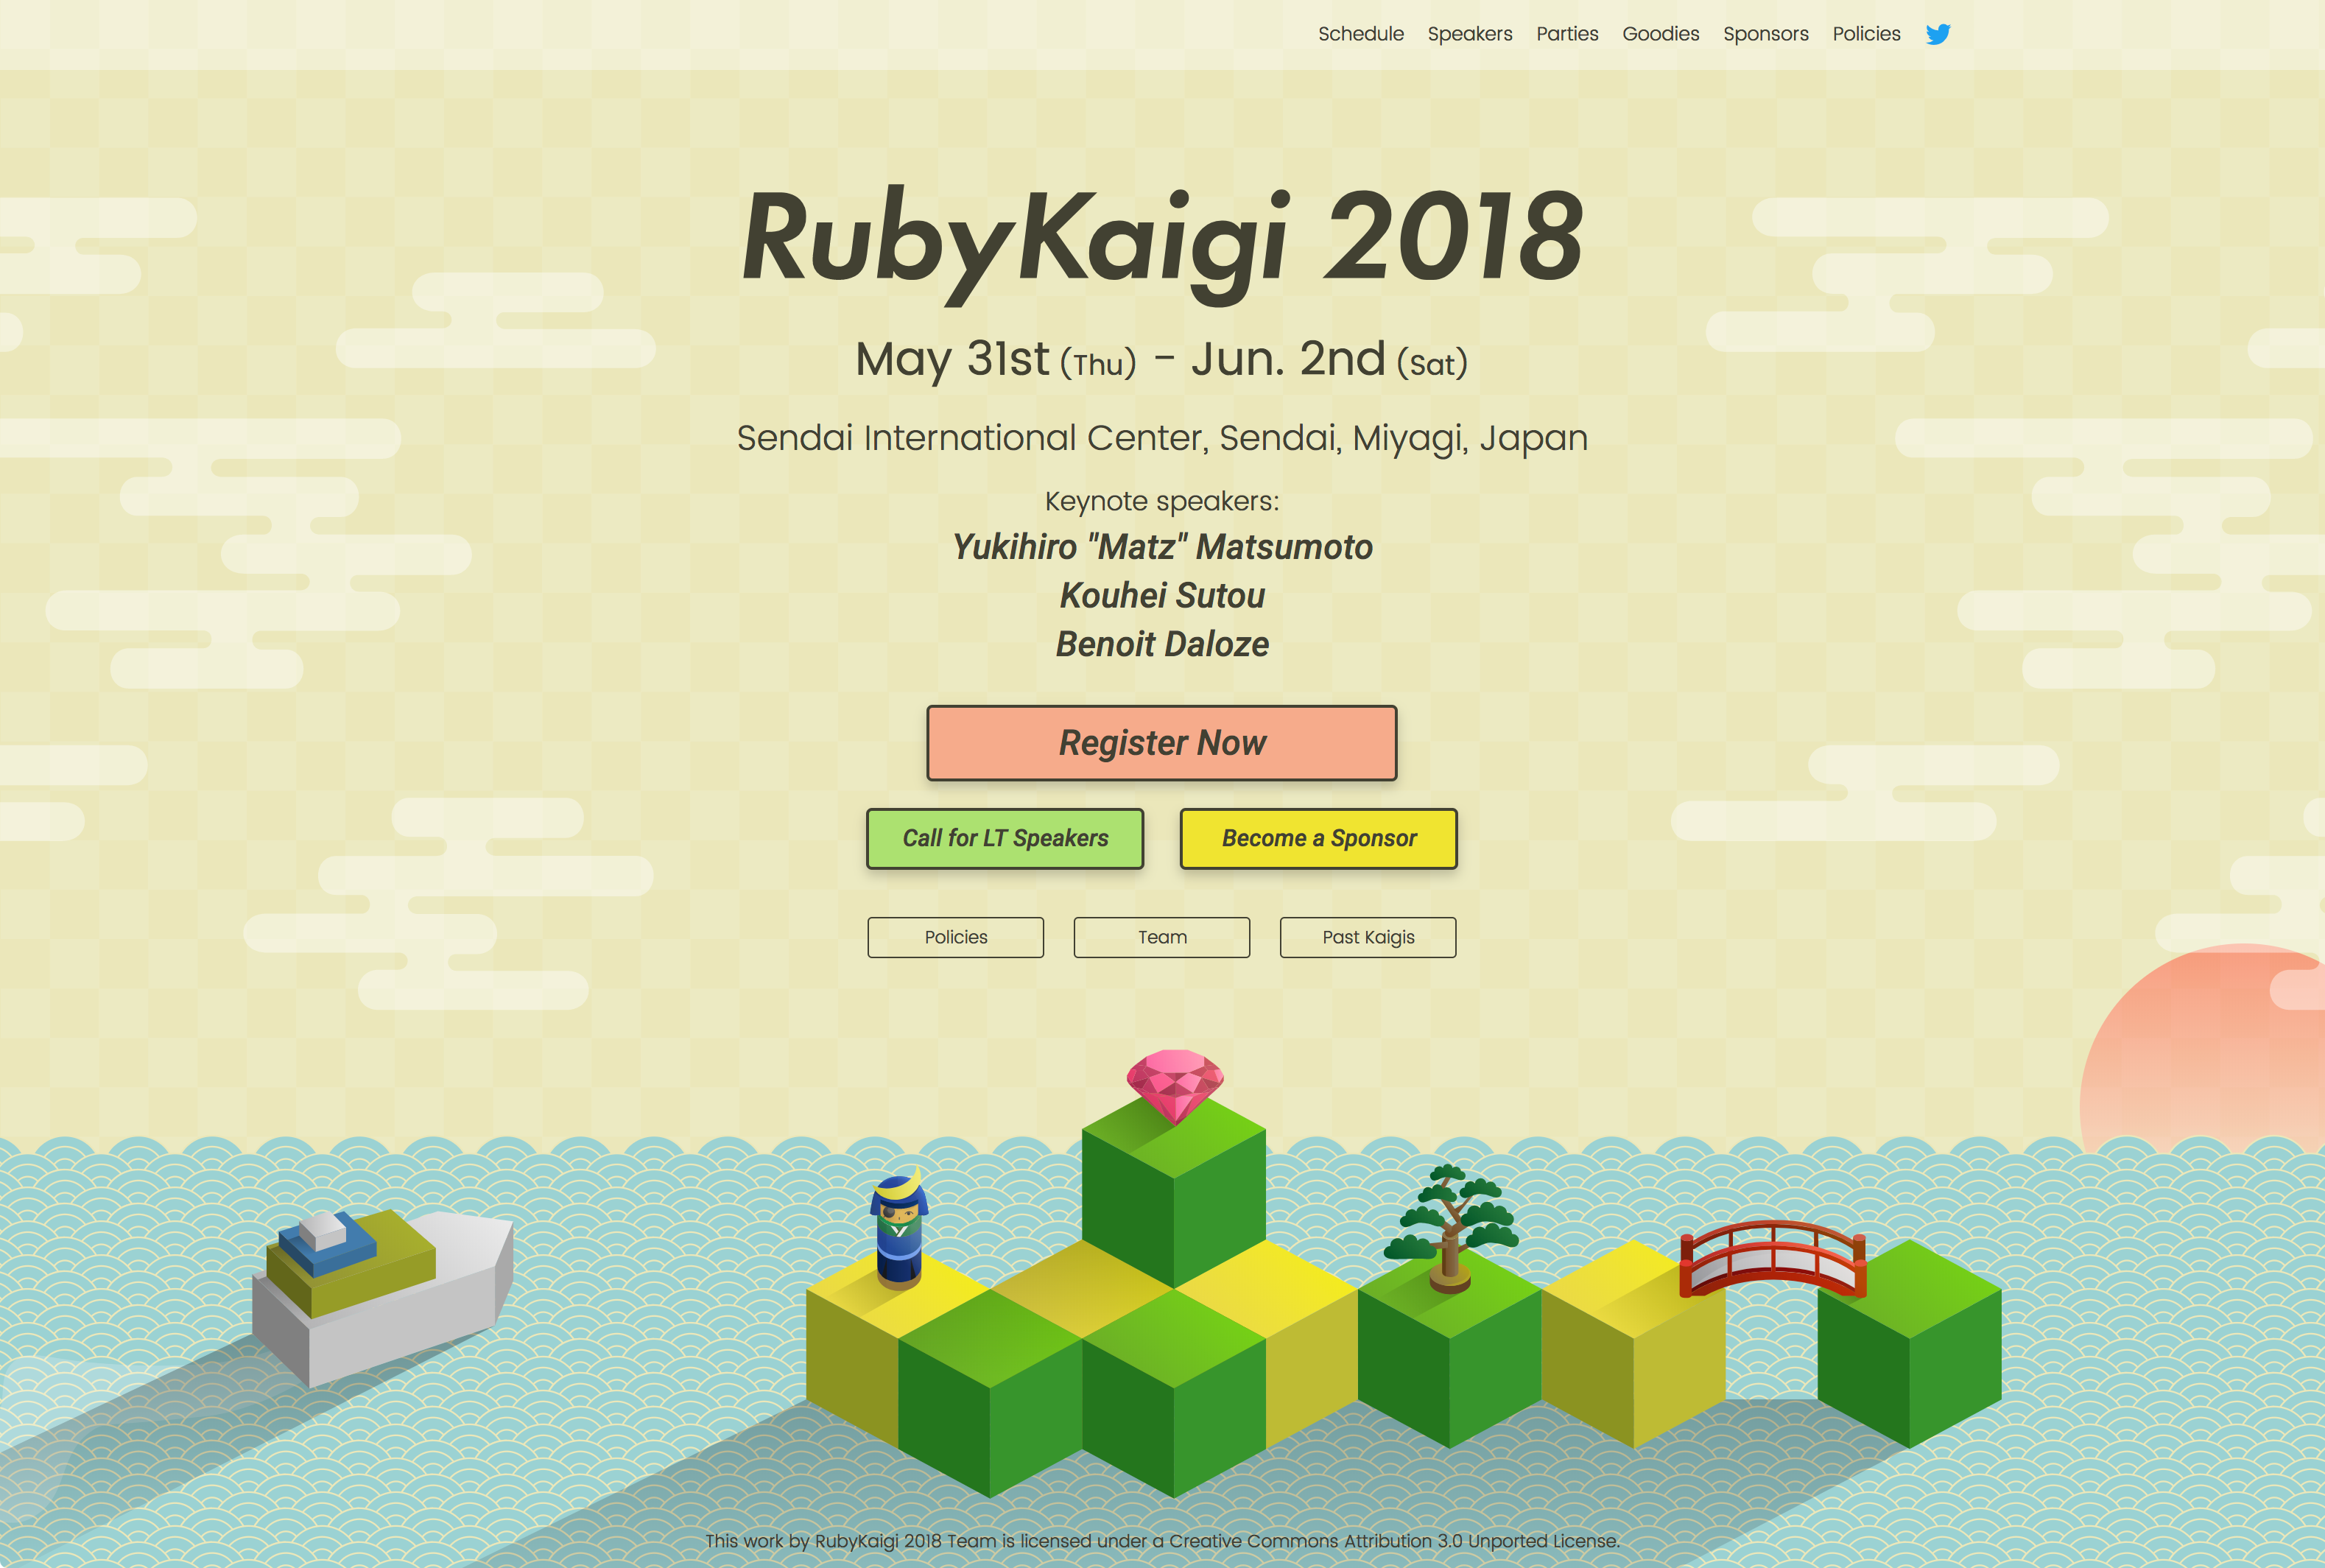 Schedule Speakers Parties Goodies Sponsors Policies
RubyKaigi 2018
May 31st (Thu) - Jun. 2nd (Sat)
Sendai International Center, Sendai, Miyagi, Japan
Keynote speakers:
Yukihiro "Matz" Matsumoto
Kouhei Sutou
Benoit Daloze
Register Now
Call for LT Speakers Become a Sponsor
Policies Team Past Kaigis
This work by RubyKaigi 2018 Team is licensed under a Creative Commons Attribution 3.0 Unported License.